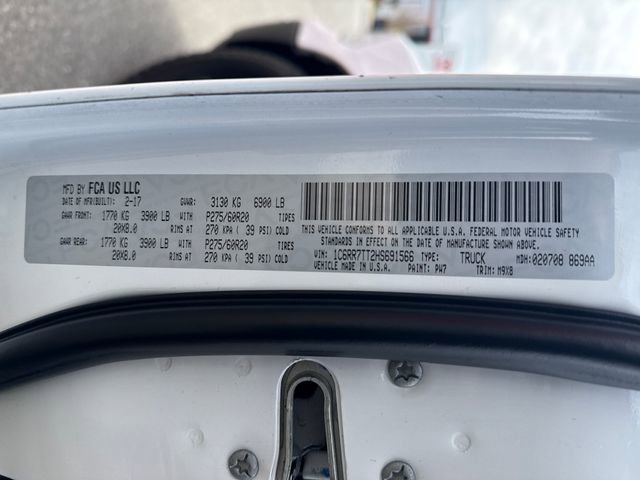 MFD BY FCA US LLC
DATE OF MFR(BUILT): 2-17 GVWR: 3130 KG 6900 LB
GAWR FRONT: 1770 KG 3900 LB WITH P275/60R20 TIRES
20X8.0 RIMS AT 270 KPA ( 39 PSI) COLD
GAWR REAR: 1770 KG 3900 LB WITH P275/60R20 TIRES
20X8.0 RIMS AT 270 KPA ( 39 PSI) COLD
THIS VEHICLE CONFORMS TO ALL APPLICABLE U.S.A. FEDERAL MOTOR VEHICLE SAFETY
STANDARDS IN EFFECT ON THE DATE OF MANUFACTURE SHOWN ABOVE.
VIN: 1C6RR7TT2HS691566 TYPE: TRUCK MDH: 020708 869AA
VEHICLE MADE IN U.S.A. PAINT: PW7 TRIM: M9X8